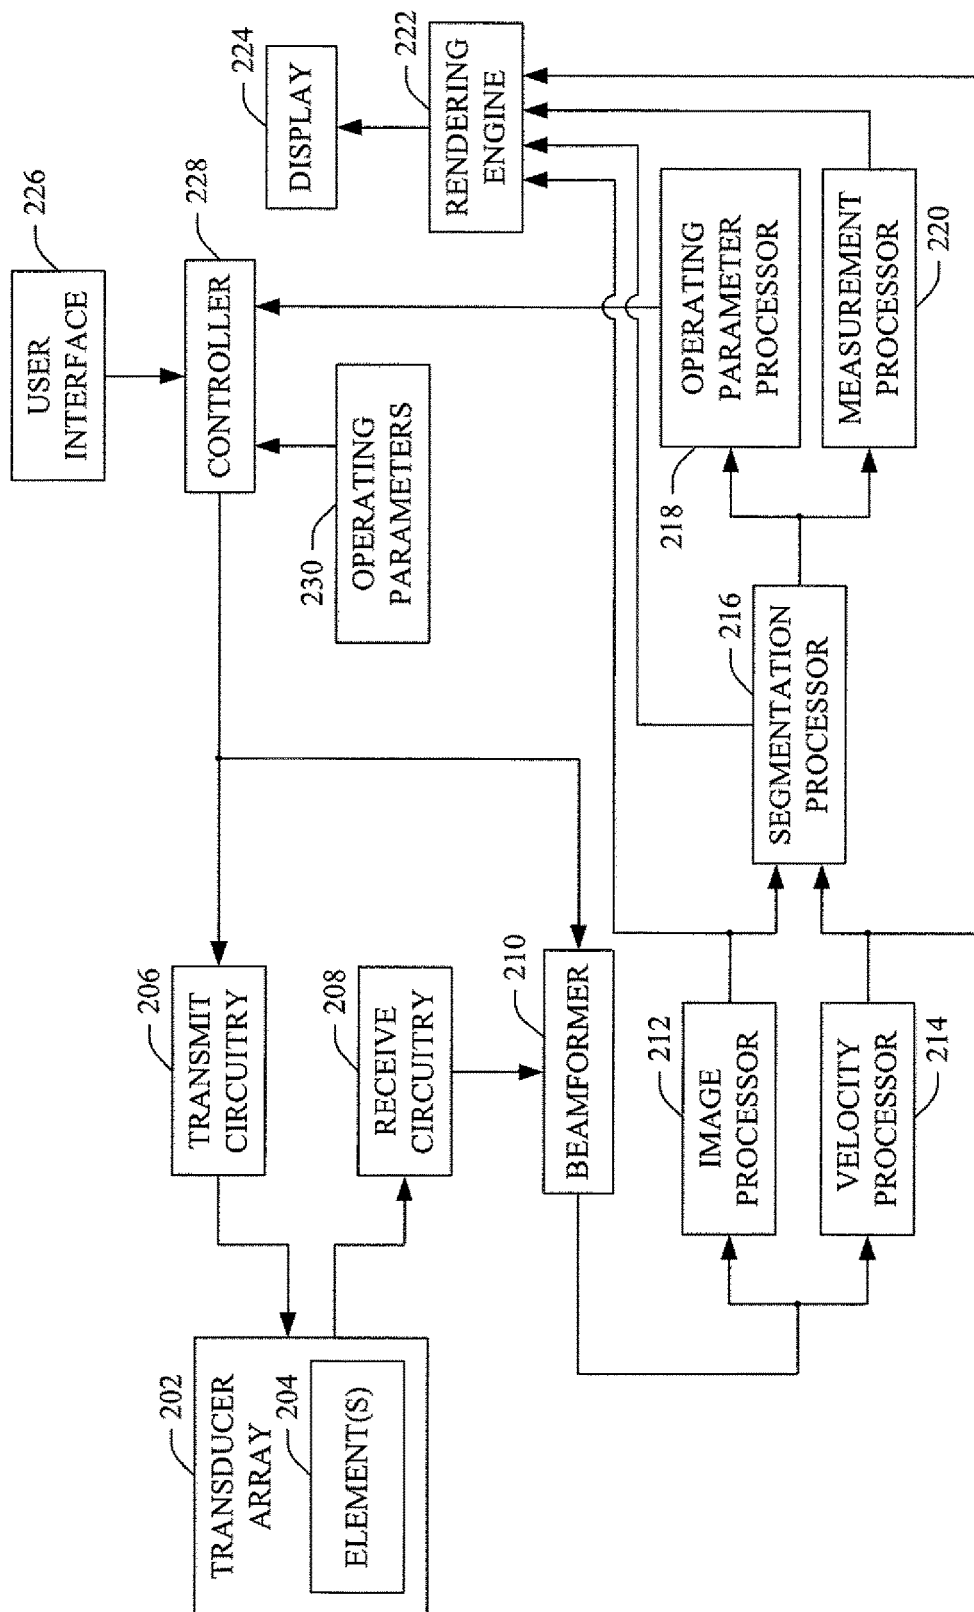 202
TRANSDUCER
ARRAY
204
ELEMENT(S)
206
TRANSMIT
CIRCUITRY
208
RECEIVE
CIRCUITRY
210
BEAMFORMER
212
IMAGE
PROCESSOR
VELOCITY
PROCESSOR
214
216
SEGMENTATION
PROCESSOR
218
OPERATING
PARAMETER
PROCESSOR
MEASUREMENT
PROCESSOR
220
222
RENDERING
ENGINE
224
DISPLAY
226
USER
INTERFACE
228
CONTROLLER
230
OPERATING
PARAMETERS